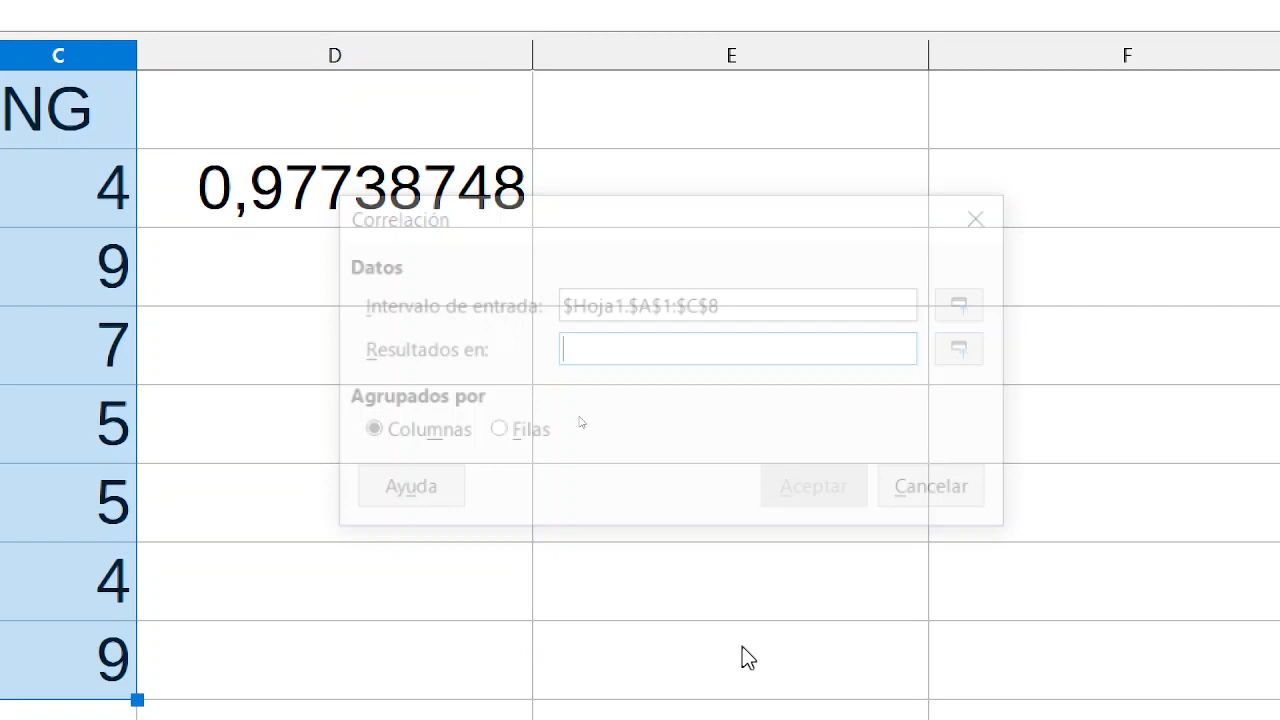 C D E F
NG
4 0,97738748
9
7
5
5
4
9
Correlación
Datos
Intervalo de entrada: $Hoja1.$A$1:$C$8
Resultados en:
Agrupados por
Columnas Filas
Ayuda Aceptar Cancelar